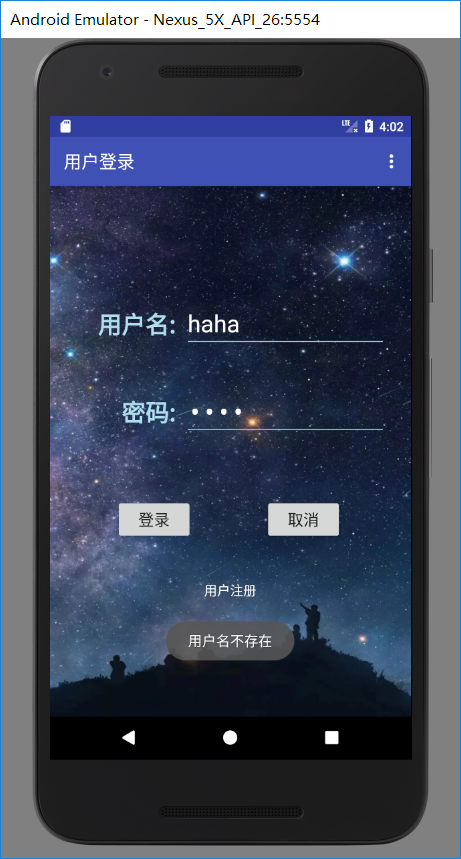 Android Emulator - Nexus_5X_API_26:5554
LTE 4:02
用户登录
用户名: haha
密码: ••••
登录 取消
用户注册
用户名不存在